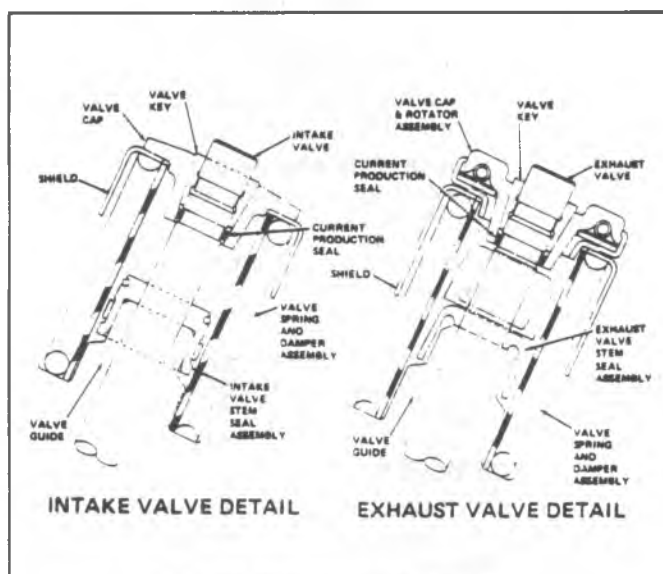 VALVE
CAP
VALVE
KEY
INTAKE
VALVE
SHIELD
CURRENT
PRODUCTION
SEAL
VALVE
SPRING
AND
DAMPER
ASSEMBLY
INTAKE
VALVE
STEM
SEAL
ASSEMBLY
VALVE
GUIDE
INTAKE VALVE DETAIL
VALVE CAP
& ROTATOR
ASSEMBLY
VALVE
KEY
CURRENT
PRODUCTION
SEAL
EXHAUST
VALVE
SHIELD
EXHAUST
VALVE
STEM
SEAL
ASSEMBLY
VALVE
GUIDE
VALVE
SPRING
AND
DAMPER
ASSEMBLY
EXHAUST VALVE DETAIL